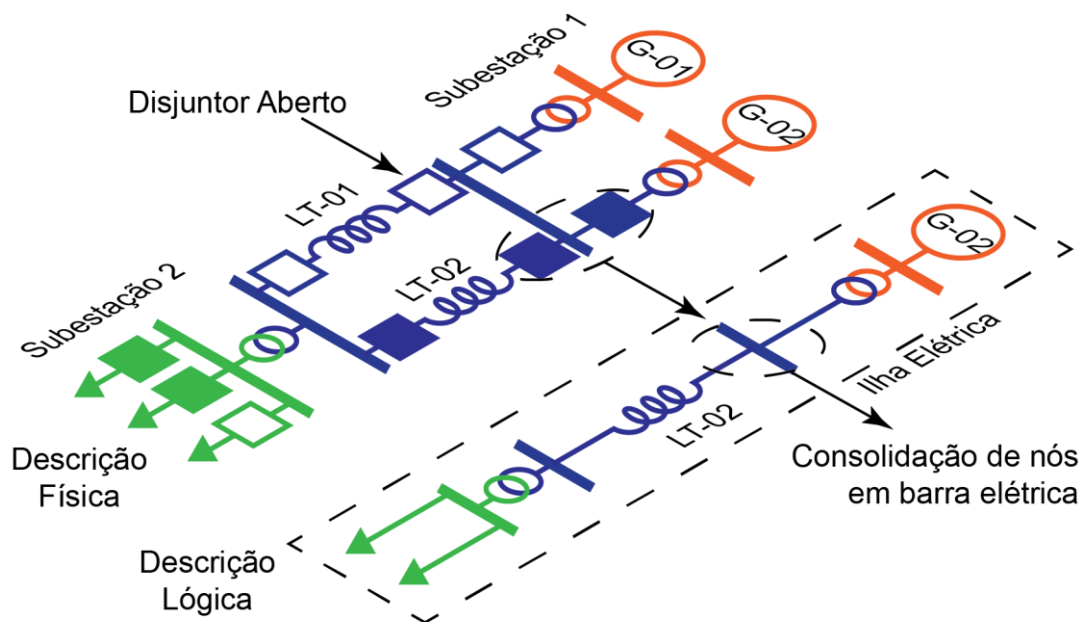 Subestação 1
G-01
Disjuntor Aberto
G-02
LT-01
LT-02
G-02
Subestação 2
Ilha Elétrica
LT-02
Descrição
Física
Consolidação de nós
em barra elétrica
Descrição
Lógica